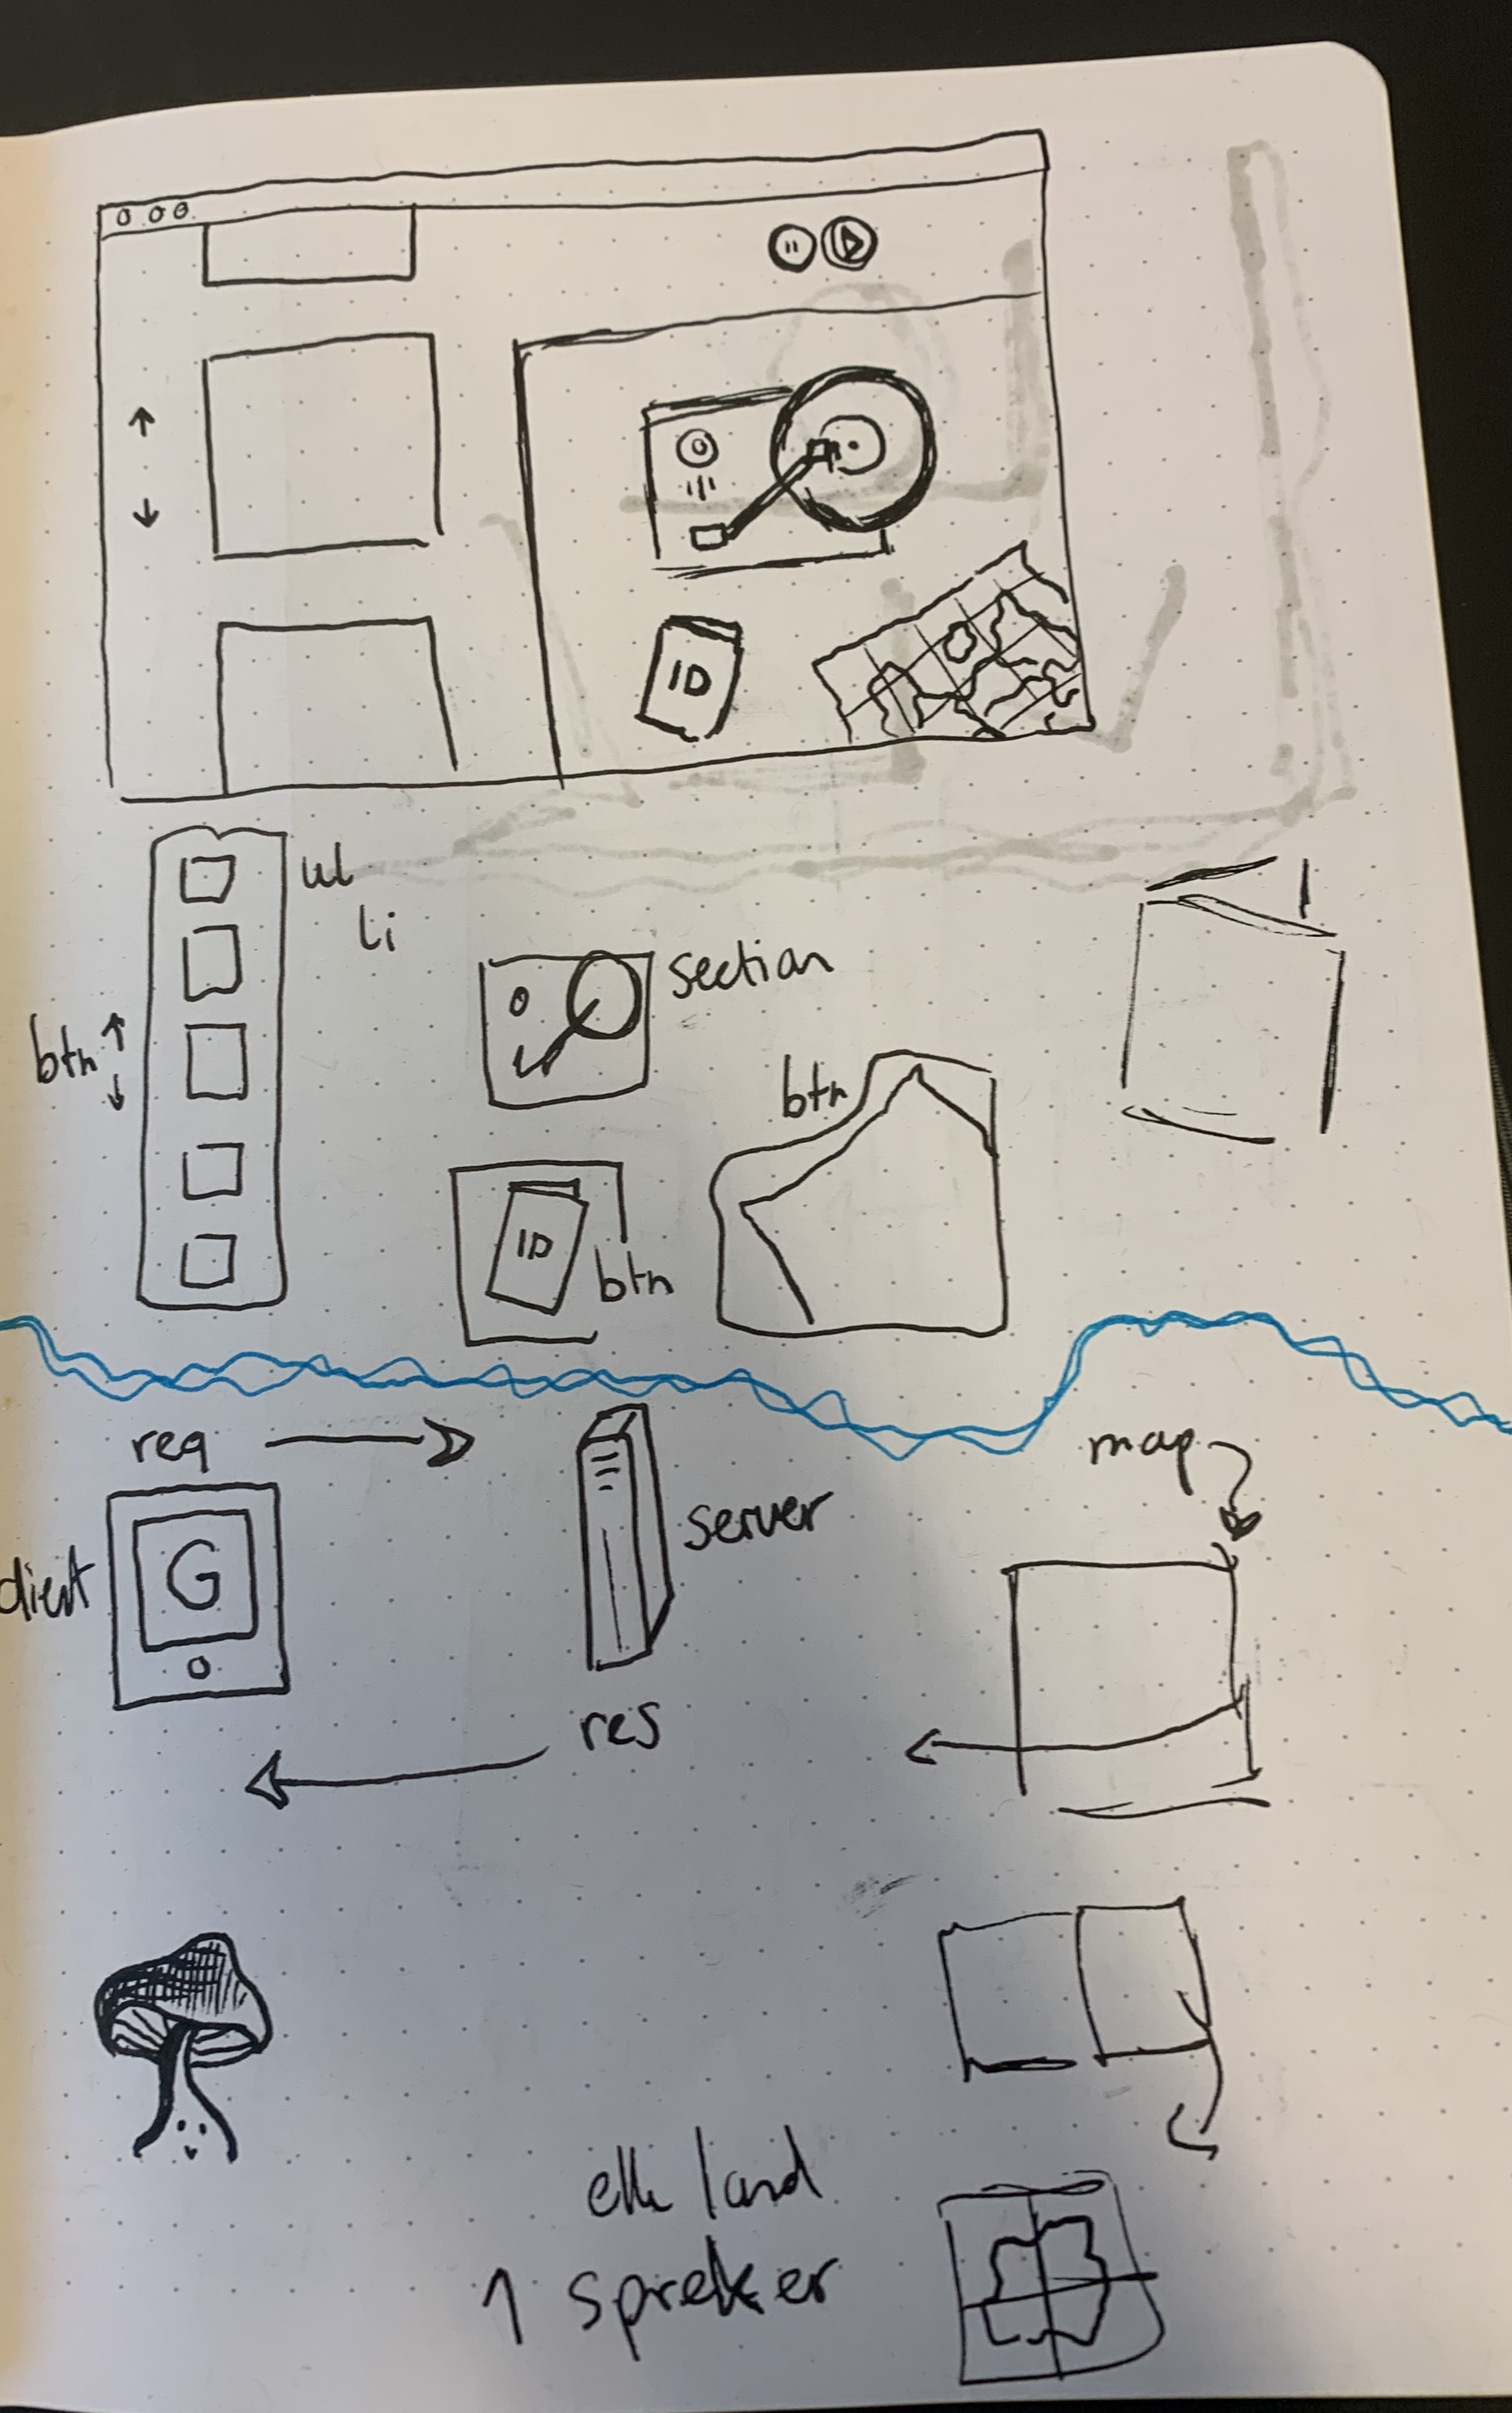 ID
ul
li
section
btn
btn
ID
btn
req
map
server
G
client
res
elk land
1 spreker